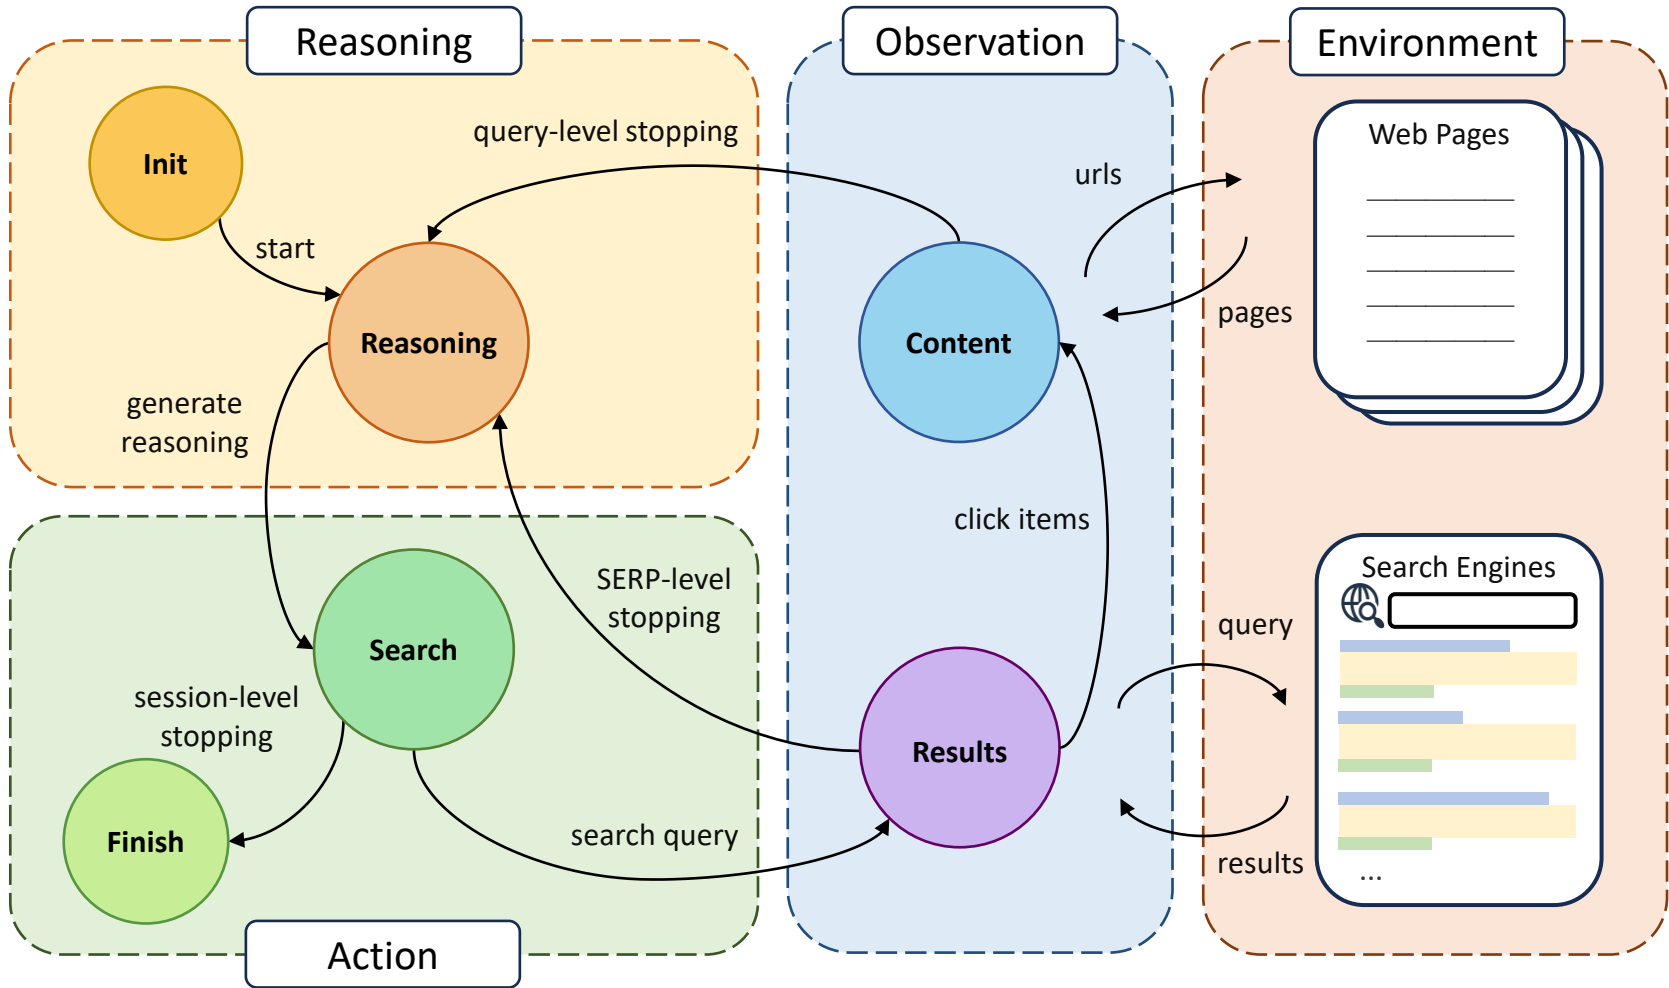 Reasoning
Observation
Environment
Init
start
Reasoning
query-level stopping
generate
reasoning
urls
pages
Content
click items
Web Pages
Search
session-level
stopping
Finish
SERP-level
stopping
search query
Results
query
results
Search Engines
...
Action